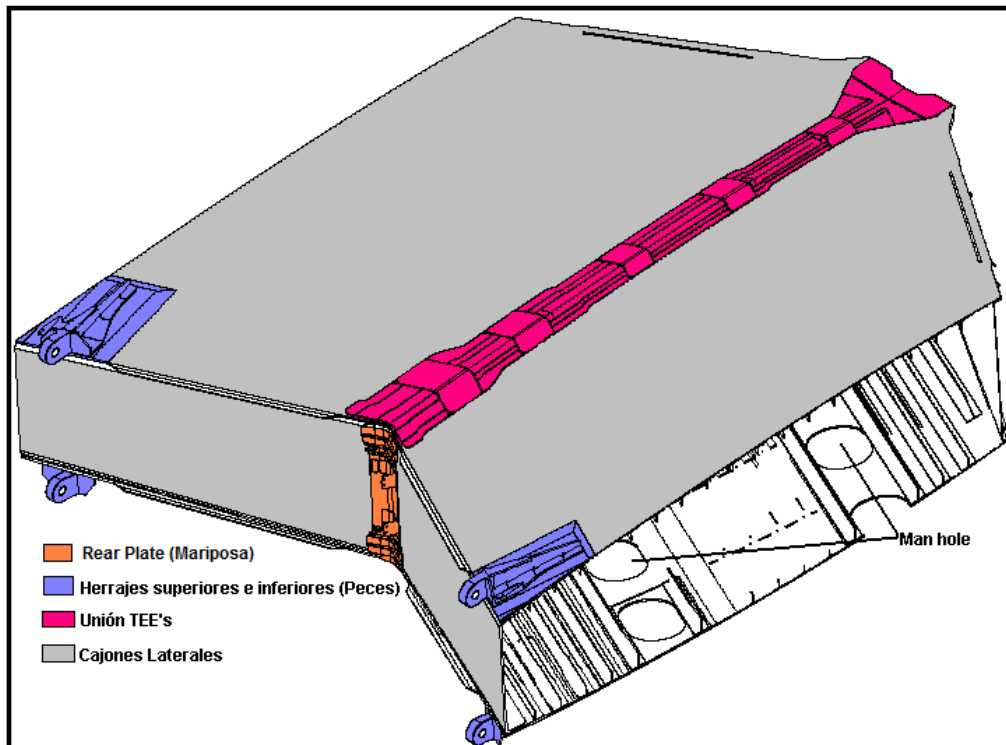 Man hole
Rear Plate (Mariposa)
Herrajes superiores e inferiores (Peces)
Unión TEE's
Cajones Laterales